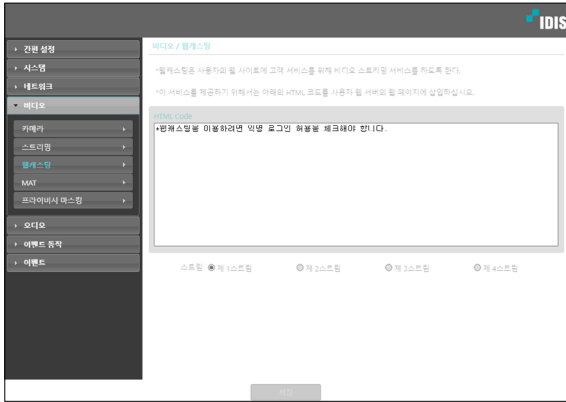 IDIS
간편 설정
시스템
네트워크
비디오
카메라
스트리밍
웹캐스팅
MAT
프라이버시 마스킹
오디오
이벤트 동작
이벤트
비디오 / 웹캐스팅
*웹캐스팅은 사용자의 웹 사이트에 고객 서비스를 위해 비디오 스트리밍 서비스를 하도록 한다.
*이 서비스를 제공하기 위해서는 아래의 HTML 코드를 사용자 웹 서버의 웹 페이지에 삽입하십시오.
HTML Code
*웹캐스팅을 이용하려면 익명 로그인 허용을 체크해야 합니다.
스트림 제 1스트림 제 2스트림 제 3스트림 제 4스트림
저장